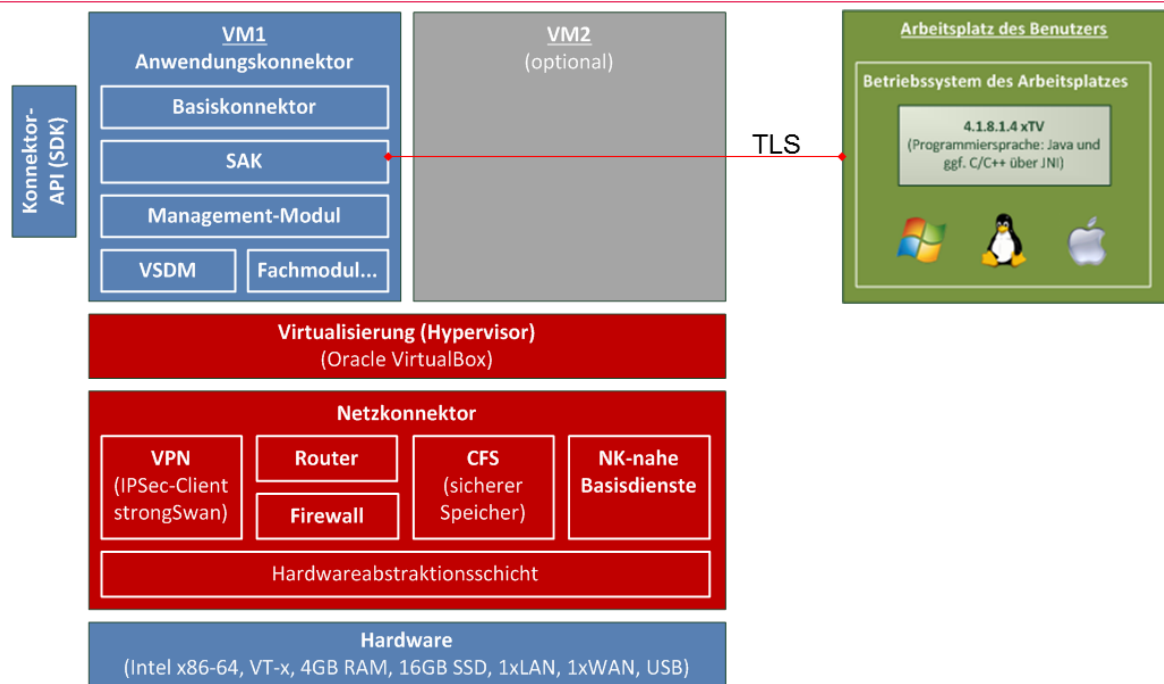 VM1
Anwendungskonnektor
Basiskonnektor
SAK
Management-Modul
VSDM
Fachmodul...
Konnektor-
API (SDK)
VM2
(optional)
TLS
Arbeitsplatz des Benutzers
Betriebssystem des Arbeitsplatzes
4.1.8.1.4 xTV
(Programmiersprache: Java und
ggf. C/C++ über JNI)
Virtualisierung (Hypervisor)
(Oracle VirtualBox)
Netzkonnektor
VPN
(IPSec-Client
strongSwan)
Router
Firewall
CFS
(sicherer
Speicher)
NK-nahe
Basisdienste
Hardwareabstraktionsschicht
Hardware
(Intel x86-64, VT-x, 4GB RAM, 16GB SSD, 1xLAN, 1xWAN, USB)